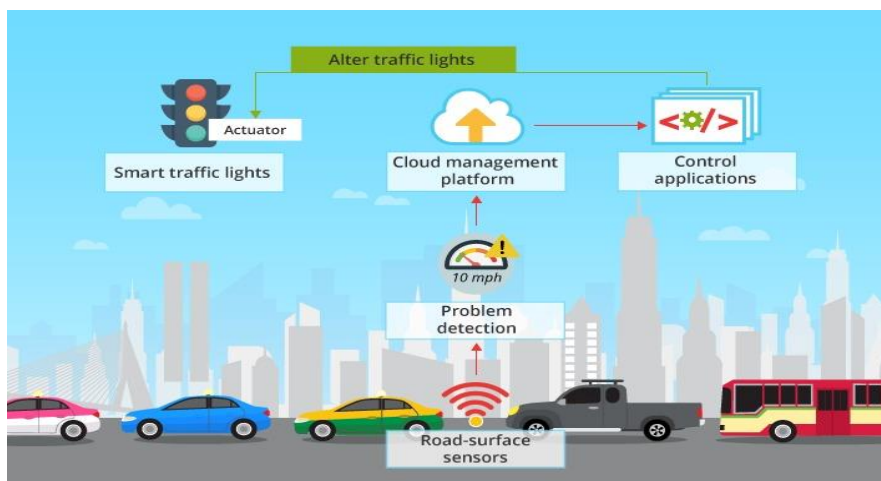 Alter traffic lights
Actuator
Smart traffic lights
Cloud management
platform
</>
Control
applications
!
10 mph
Problem
detection
Road-surface
sensors